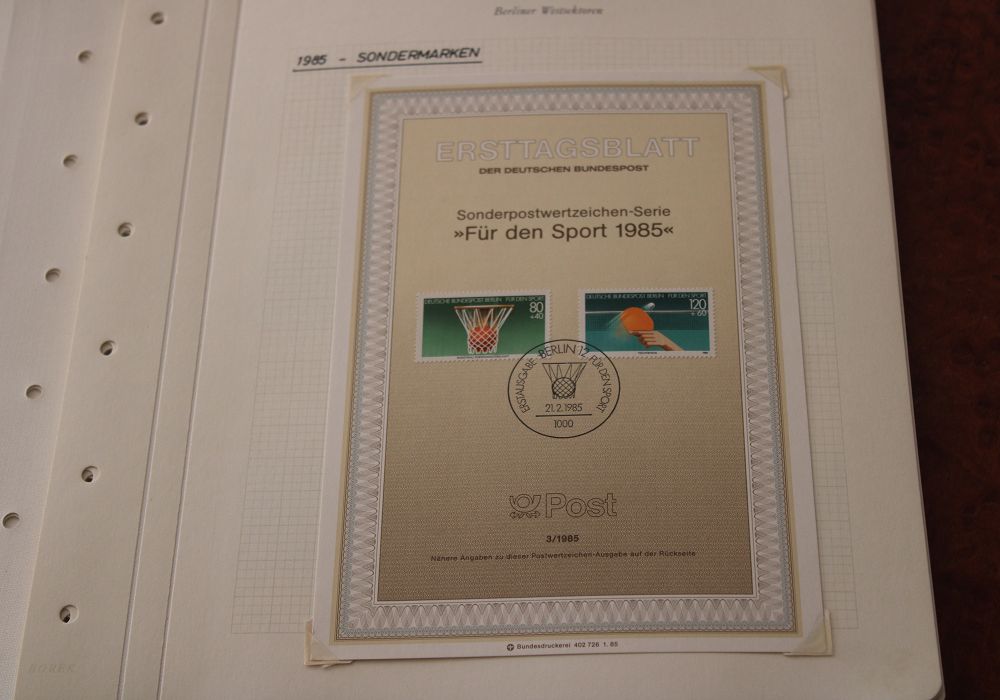 Berliner Westsektoren
1985 - SONDERMARKEN
ERSTTAGSBLATT
DER DEUTSCHEN BUNDESPOST
Sonderpostwertzeichen-Serie
»Für den Sport 1985«
DEUTSCHE BUNDESPOST BERLIN FÜR DEN SPORT
80
+40
DEUTSCHE BUNDESPOST BERLIN FÜR DEN SPORT
120
+60
ERSTAUSGABE · BERLIN 12 · FÜR DEN SPORT
21.2.1985
1000
Post
3/1985
Nähere Angaben zu dieser Postwertzeichen-Ausgabe auf der Rückseite
Bundesdruckerei 402 726 1. 85
BOREK